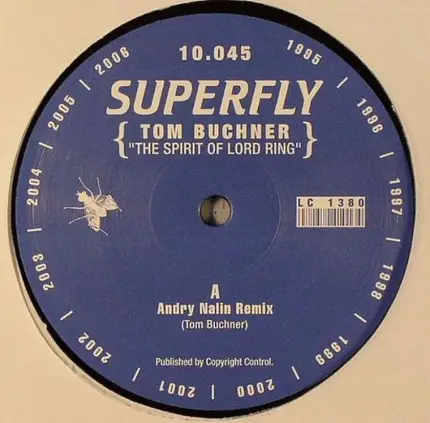 10.045
SUPERFLY
{ TOM BUCHNER }
"THE SPIRIT OF LORD RING"
LC 1380
A
Andry Nalin Remix
(Tom Buchner)
Published by Copyright Control.
1995 | 1996 | 1997 | 1998 | 1999 | 2000 | 2001 | 2002 | 2003 | 2004 | 2005 | 2006